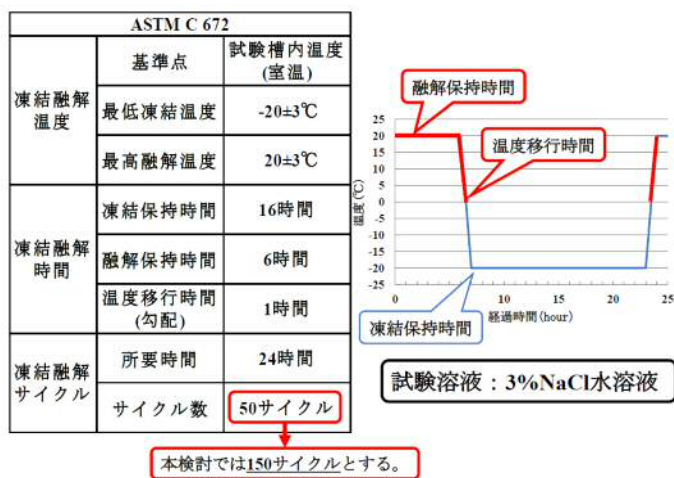 ASTM C 672
凍結融解
温度
基準点
試験槽内温度
(室温)
最低凍結温度
-20±3℃
最高融解温度
20±3℃
凍結融解
時間
凍結保持時間
16時間
融解保持時間
6時間
温度移行時間
(勾配)
1時間
凍結融解
サイクル
所要時間
24時間
サイクル数
50サイクル
本検討では150サイクルとする。
融解保持時間
温度移行時間
温度(℃)
25
20
15
10
5
0
-5
-10
-15
-20
-25
0
10
20
25
経過時間(hour)
凍結保持時間
試験溶液:3%NaCl水溶液